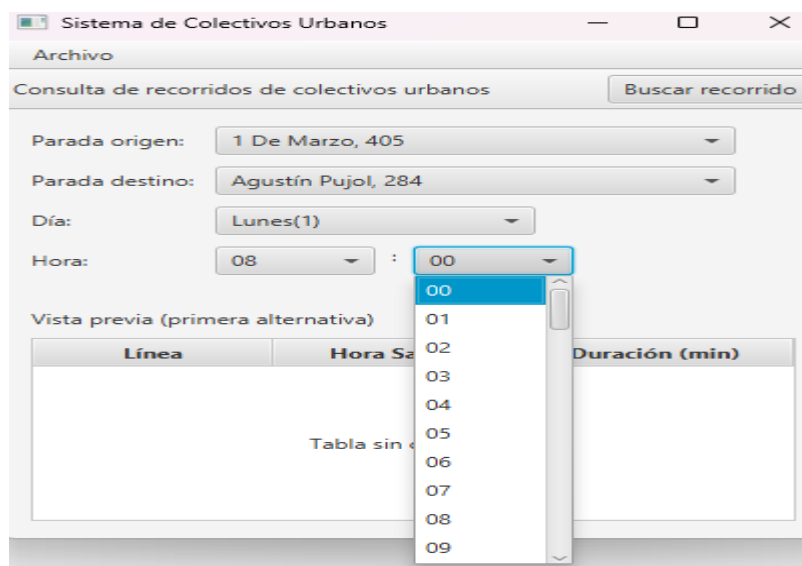 Sistema de Colectivos Urbanos
Archivo
Consulta de recorridos de colectivos urbanos Buscar recorrido
Parada origen: 1 De Marzo, 405
Parada destino: Agustín Pujol, 284
Día: Lunes(1)
Hora: 08 : 00
00
01
02
03
04
05
06
07
08
09
Vista previa (primera alternativa)
Línea Hora Duración (min)
Tabla sin